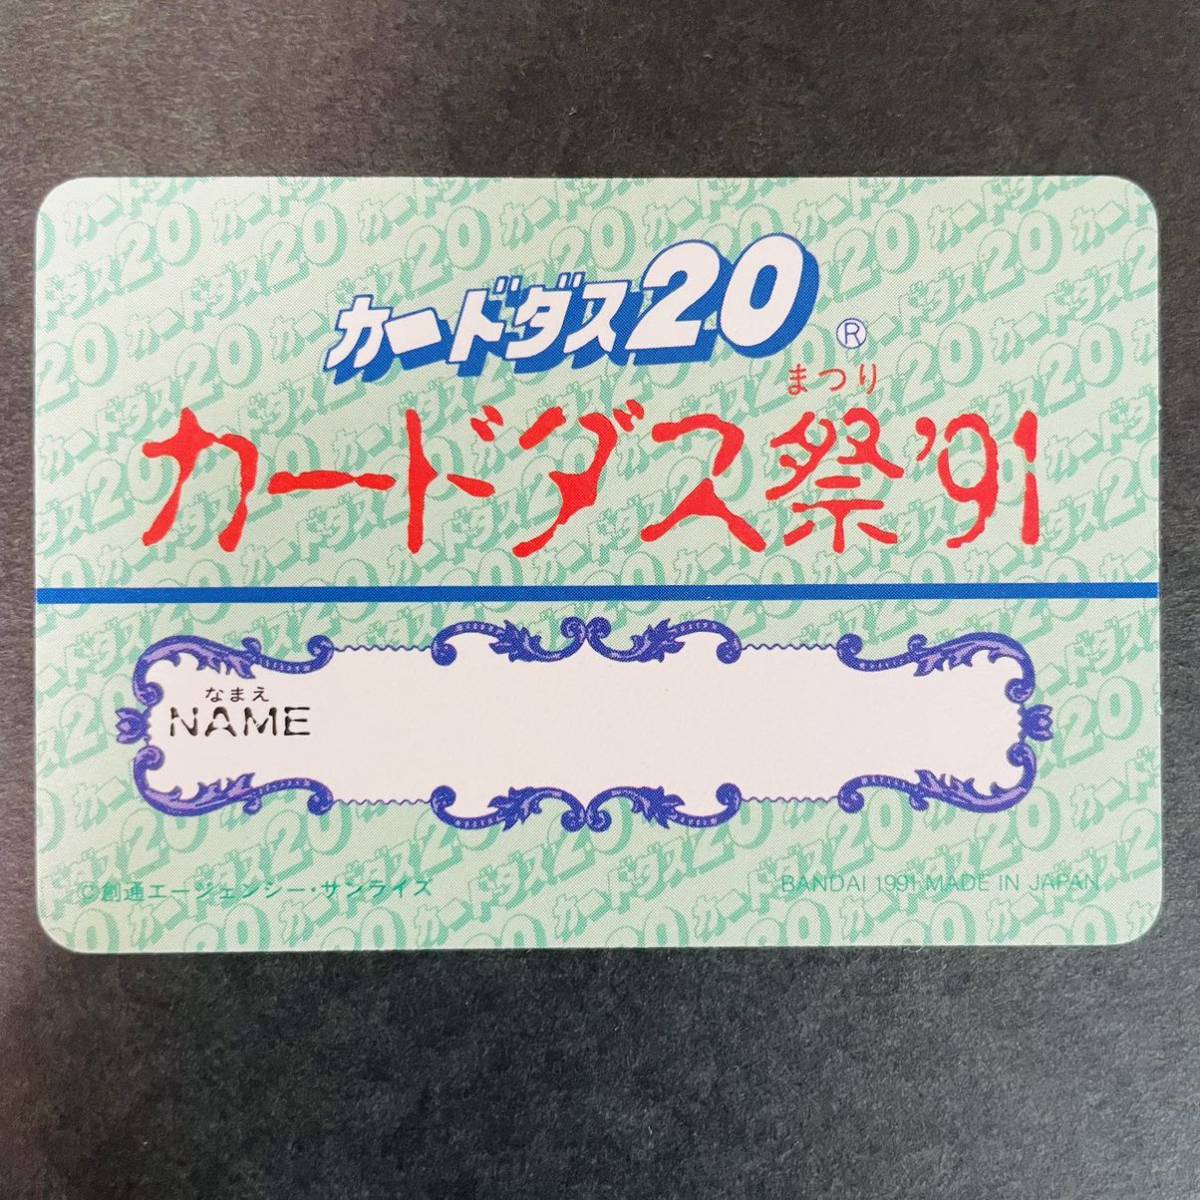 カードダス20 ®
まつり
カードダス祭'91
なまえ
NAME
©創通エージェンシー・サンライズ
BANDAI 1991 MADE IN JAPAN